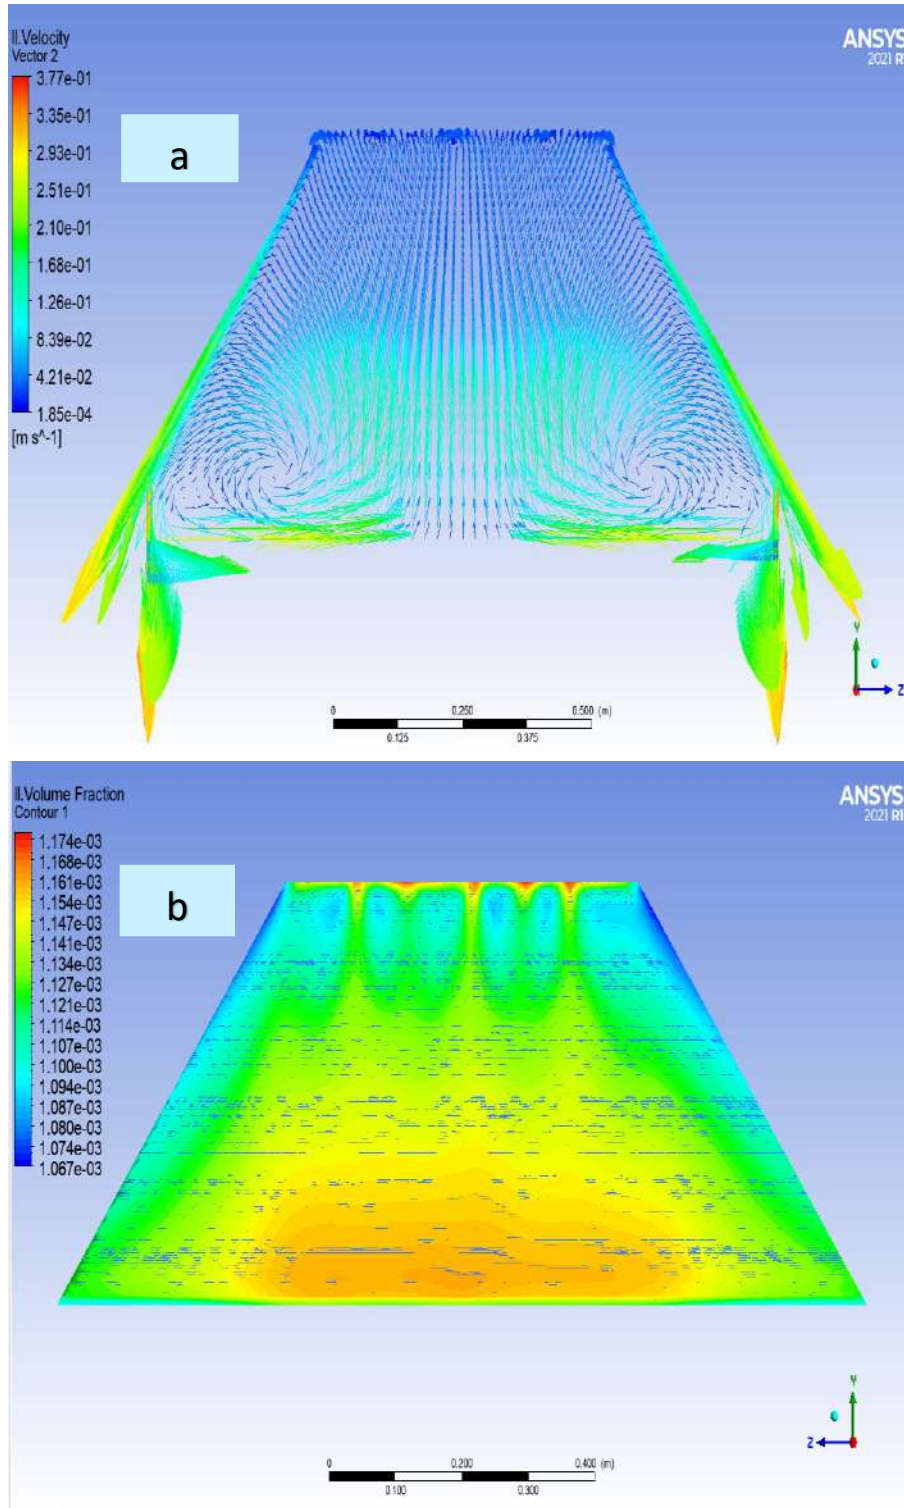 II.Velocity
Vector 2
ANSYS
2021 R
3.77e-01
3.35e-01
2.93e-01
2.51e-01
2.10e-01
1.68e-01
1.26e-01
8.39e-02
4.21e-02
1.85e-04
[m s^-1]
a
Y
Z
0 0.250 0.500 (m)
0.125 0.375
II.Volume Fraction
Contour 1
ANSYS
2021 R1
1.174e-03
1.168e-03
1.161e-03
1.154e-03
1.147e-03
1.141e-03
1.134e-03
1.127e-03
1.121e-03
1.114e-03
1.107e-03
1.100e-03
1.094e-03
1.087e-03
1.080e-03
1.074e-03
1.067e-03
b
Y
Z
0 0.200 0.400 (m)
0.100 0.300